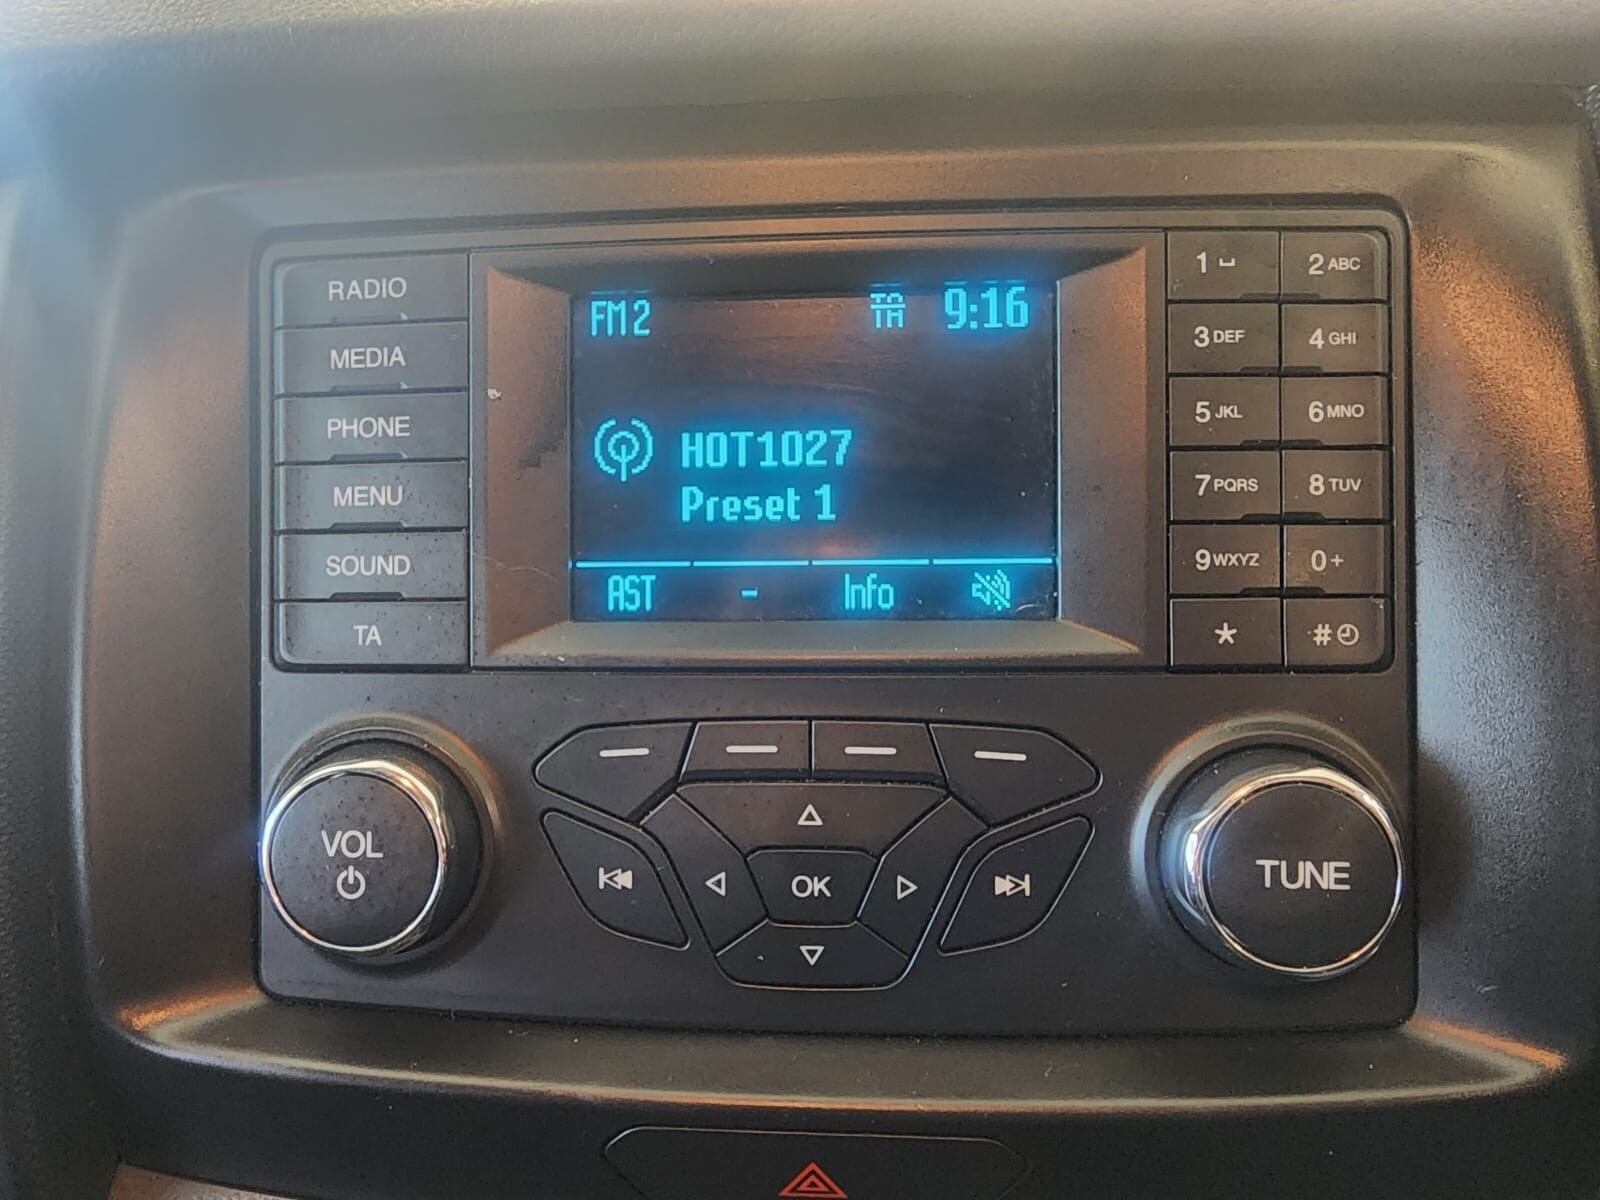 RADIO
MEDIA
PHONE
MENU
SOUND
TA
FM2 TA 9:16
HOT1027
Preset 1
AST - Info
1 2 ABC
3 DEF 4 GHI
5 JKL 6 MNO
7 PQRS 8 TUV
9 WXYZ 0 +
* #
VOL
OK
TUNE